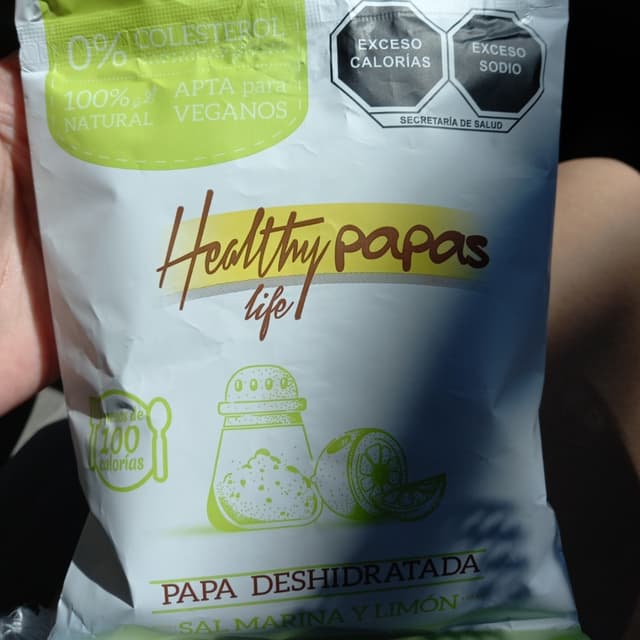 0% COLESTEROL
100% NATURAL
APTA para VEGANOS
EXCESO CALORÍAS
EXCESO SODIO
SECRETARÍA DE SALUD
Healthy papas
life
de
100
calorías
PAPA DESHIDRATADA
SAL MARINA Y LIMÓN